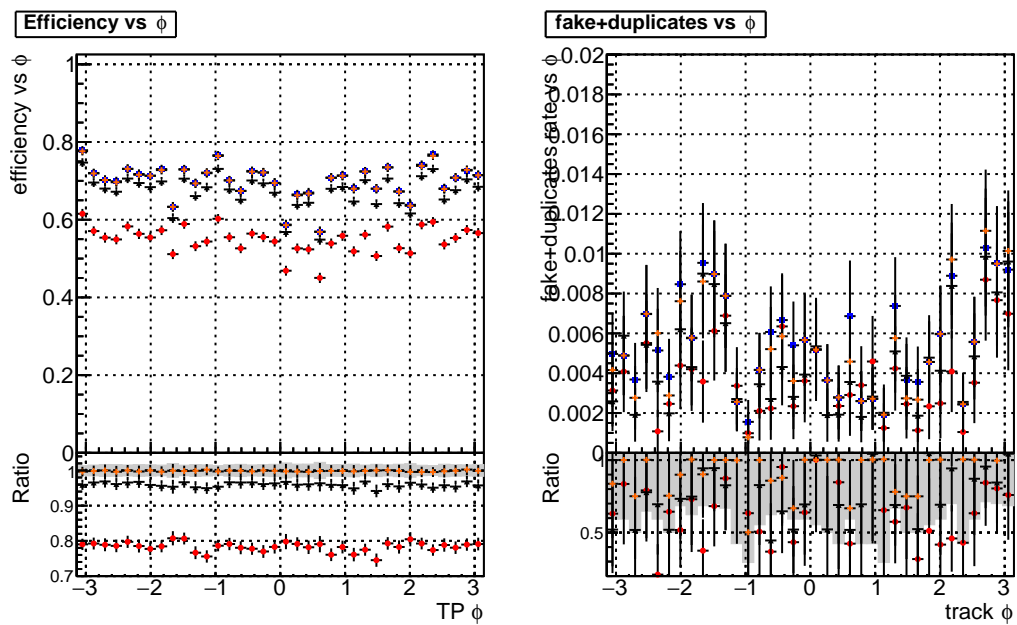 Efficiency vs ϕ
efficiency vs ϕ
1
0.8
0.6
0.4
0.2
0
Ratio
1
0.9
0.8
0.7
−3 −2 −1 0 1 2 3
TP ϕ
fake+duplicates vs ϕ
fake+duplicates rate vs ϕ
0.02
0.018
0.016
0.014
0.012
0.01
0.008
0.006
0.004
0.002
0
Ratio
1
0.5
−3 −2 −1 0 1 2 3
track ϕ